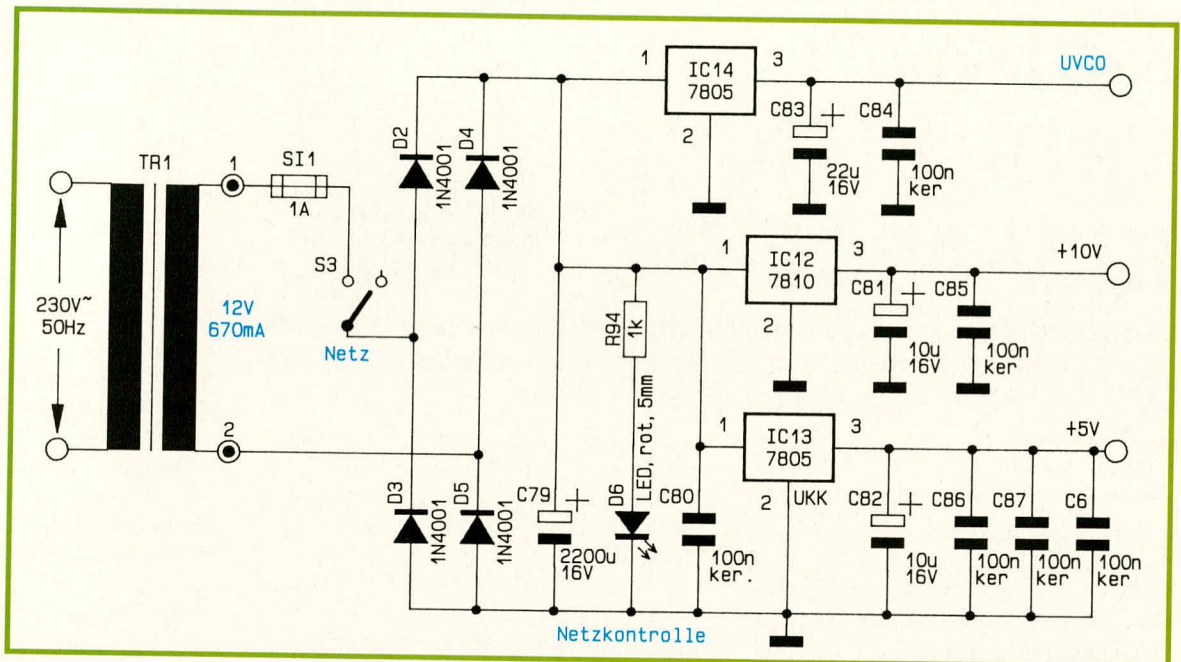 UVCO
1
IC14
7805
3
2
C83
+
22u
16V
C84
100n
ker
D2
1N4001
D4
1N4001
TR1
1
SI1
1A
S3
Netz
230V~
50Hz
12V
670mA
2
1
IC12
7810
3
2
+10V
C81
+
10u
16V
C85
100n
ker
R94
1k
LED, rot, 5mm
D6
1
IC13
7805
3
2
UKK
+5V
D3
1N4001
D5
1N4001
C79
+
2200u
16V
C80
100n
ker.
C82
+
10u
16V
C86
100n
ker
C87
100n
ker
C6
100n
ker
Netzkontrolle